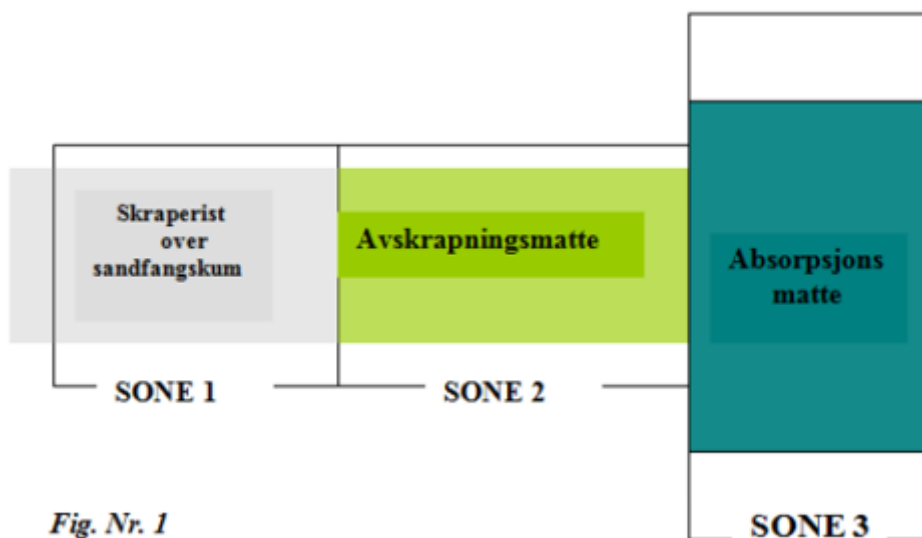 Skraperist
over
sandfangskum
Avskrapningsmatte
Absorpsjons
matte
SONE 1
SONE 2
SONE 3
Fig. Nr. 1